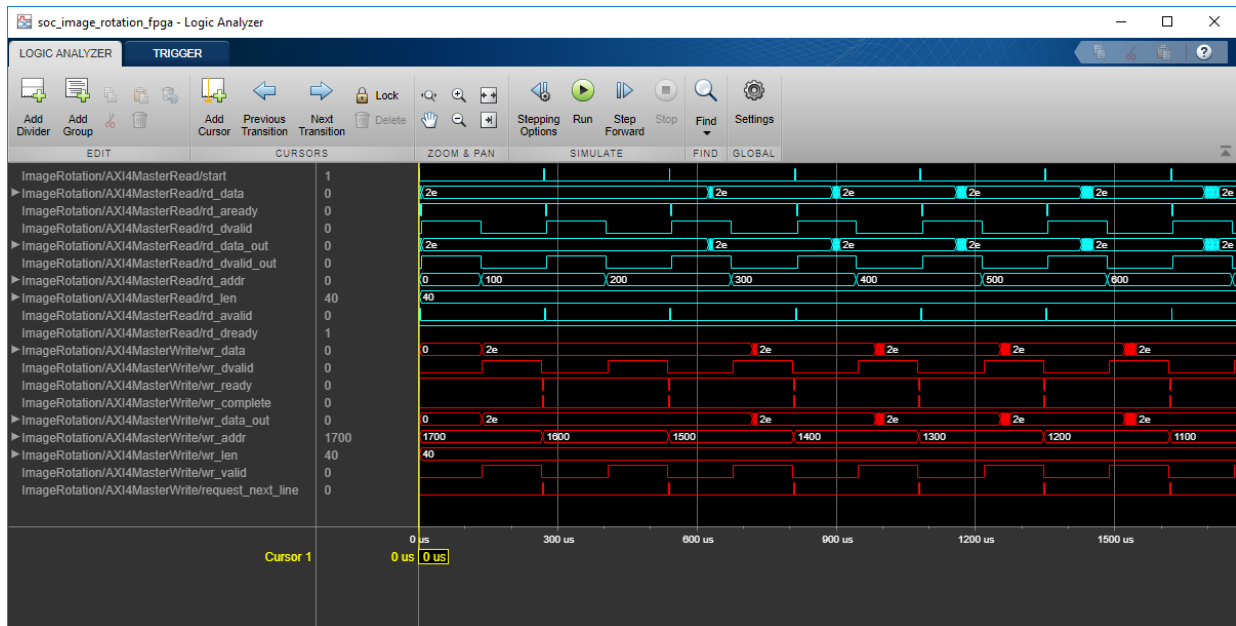 soc_image_rotation_fpga - Logic Analyzer
LOGIC ANALYZER TRIGGER
Add Divider
Add Group
Add Cursor
Previous Transition
Next Transition
Lock
Delete
Stepping Options
Run
Step Forward
Stop
Find
Settings
EDIT CURSORS ZOOM & PAN SIMULATE FIND GLOBAL
ImageRotation/AXI4MasterRead/start 1
ImageRotation/AXI4MasterRead/rd_data 0 2e 2e 2e 2e 2e 2e
ImageRotation/AXI4MasterRead/rd_aready 0
ImageRotation/AXI4MasterRead/rd_dvalid 0
ImageRotation/AXI4MasterRead/rd_data_out 0 2e 2e 2e 2e 2e 2e
ImageRotation/AXI4MasterRead/rd_dvalid_out 0
ImageRotation/AXI4MasterRead/rd_addr 0 0 100 200 300 400 500 600
ImageRotation/AXI4MasterRead/rd_len 40 40
ImageRotation/AXI4MasterRead/rd_avalid 0
ImageRotation/AXI4MasterRead/rd_dready 1
ImageRotation/AXI4MasterWrite/wr_data 0 0 2e 2e 2e 2e 2e
ImageRotation/AXI4MasterWrite/wr_dvalid 0
ImageRotation/AXI4MasterWrite/wr_ready 0
ImageRotation/AXI4MasterWrite/wr_complete 0
ImageRotation/AXI4MasterWrite/wr_data_out 0 0 2e 2e 2e 2e 2e
ImageRotation/AXI4MasterWrite/wr_addr 1700 1700 1600 1500 1400 1300 1200 1100
ImageRotation/AXI4MasterWrite/wr_len 40 40
ImageRotation/AXI4MasterWrite/wr_valid 0
ImageRotation/AXI4MasterWrite/request_next_line 0
0 us 300 us 600 us 900 us 1200 us 1500 us
Cursor 1 0 us 0 us